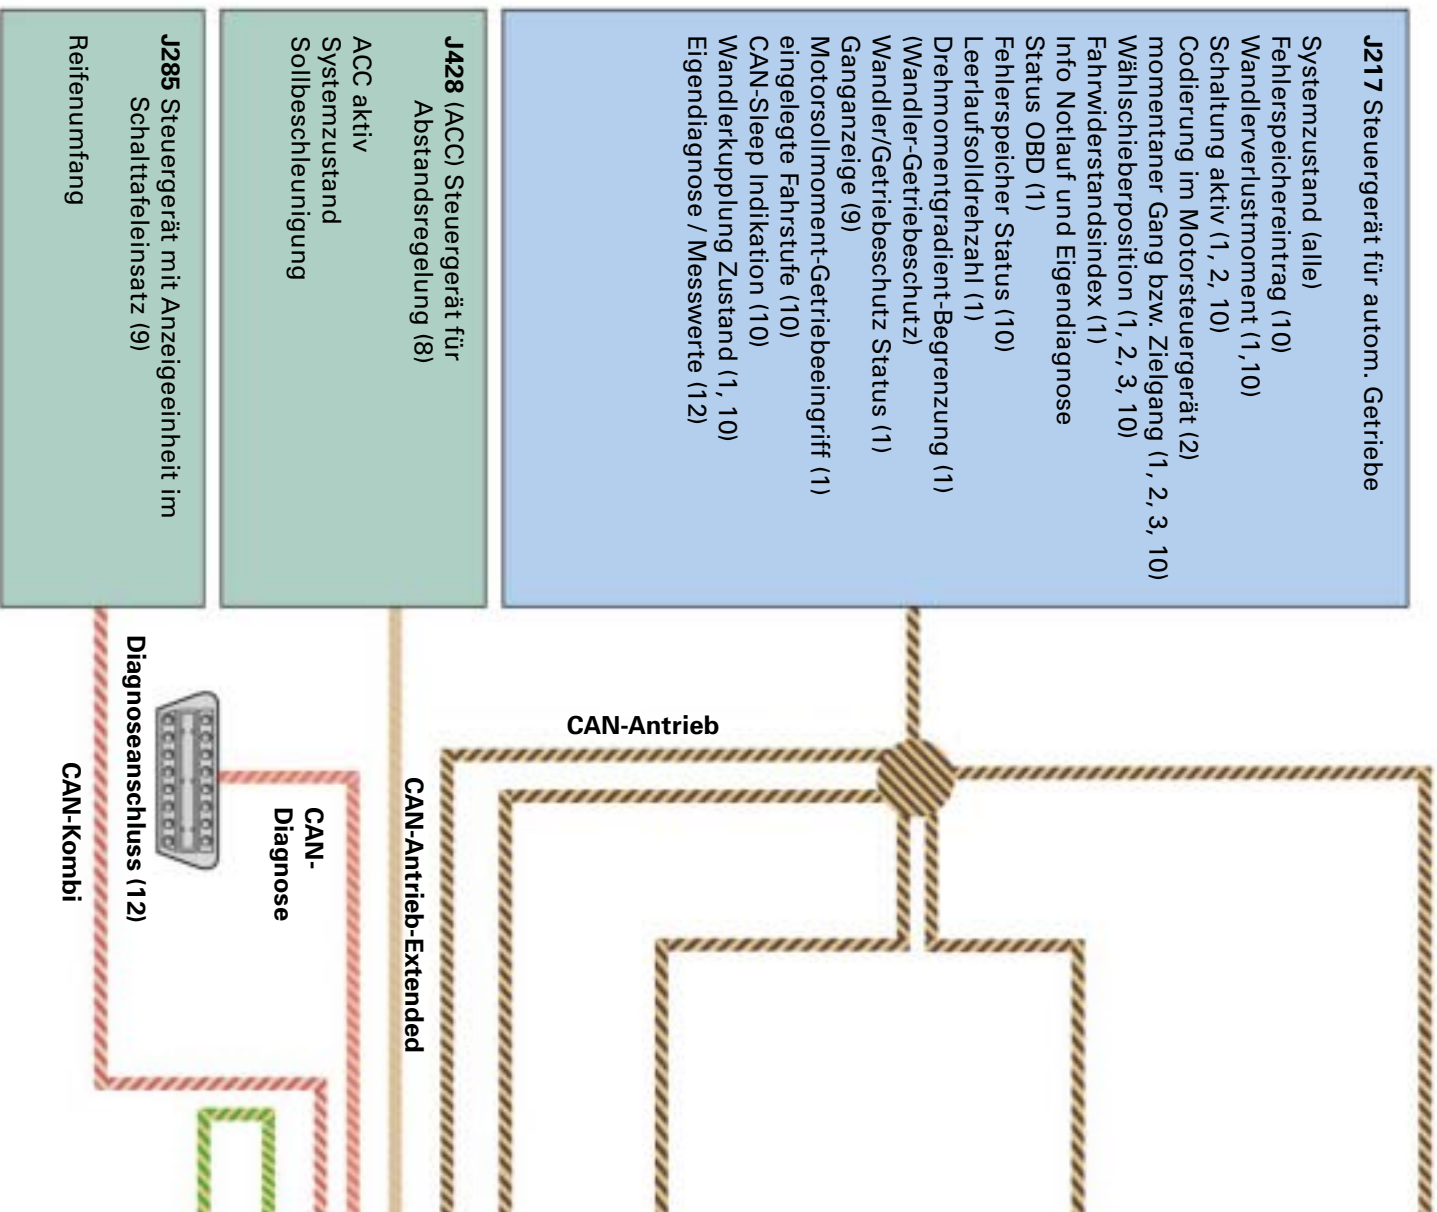 J217 Steuergerät für autom. Getriebe
Systemzustand (alle)
Fehlerspeichereintrag (10)
Wandlerverlustmoment (1,10)
Schaltung aktiv (1, 2, 10)
Codierung im Motorsteuergerät (2)
momentaner Gang bzw. Zielgang (1, 2, 3, 10)
Wählschieberposition (1, 2, 3, 10)
Fahrwiderstandsindex (1)
Info Notlauf und Eigendiagnose
Status OBD (1)
Fehlerspeicher Status (10)
Leerlaufsolldrehzahl (1)
Drehmomentgradient-Begrenzung (1)
(Wandler-Getriebeschutz)
Wandler/Getriebeschutz Status (1)
Ganganzeige (9)
Motorsollmoment-Getriebeeingriff (1)
eingelegte Fahrstufe (10)
CAN-Sleep Indikation (10)
Wandlerkupplung Zustand (1, 10)
Eigendiagnose / Messwerte (12)
J428 (ACC) Steuergerät für
Abstandsregelung (8)
ACC aktiv
Systemzustand
Sollbeschleunigung
J285 Steuergerät mit Anzeigeeinheit im
Schalttafeleinsatz (9)
Reifenumfang
CAN-Antrieb
CAN-Antrieb-Extended
CAN-
Diagnose
Diagnoseanschluss (12)
CAN-Kombi